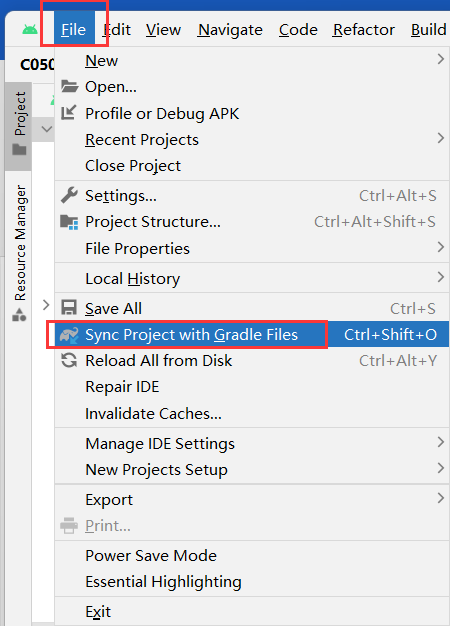 File Edit View Navigate Code Refactor Build
C050
Project
Resource Manager
New
Open...
Profile or Debug APK
Recent Projects
Close Project
Settings... Ctrl+Alt+S
Project Structure... Ctrl+Alt+Shift+S
File Properties
Local History
Save All Ctrl+S
Sync Project with Gradle Files Ctrl+Shift+O
Reload All from Disk Ctrl+Alt+Y
Repair IDE
Invalidate Caches...
Manage IDE Settings
New Projects Setup
Export
Print...
Power Save Mode
Essential Highlighting
Exit